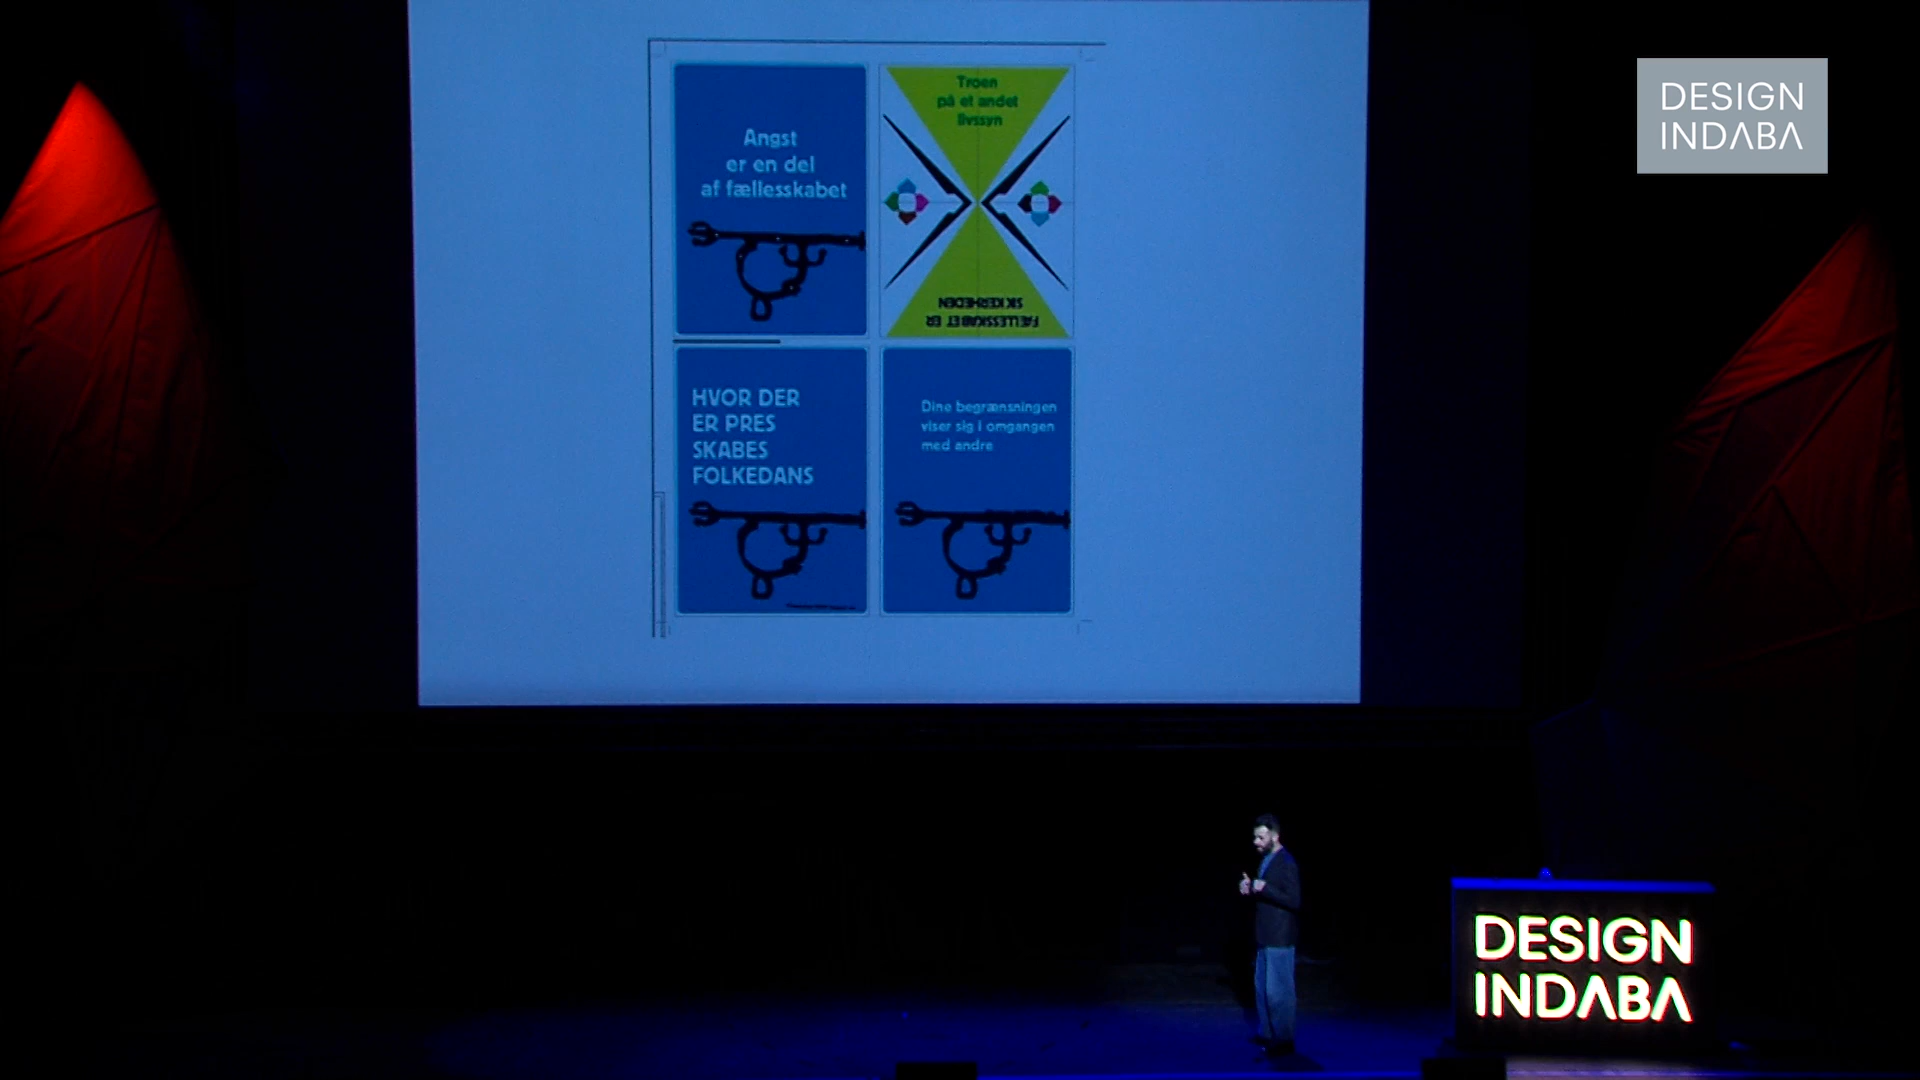 Angst
er en del
af fællesskabet
Troen
på et andet
livssyn
FÆLLESSKABET ER
SIKKERHEDEN
HVOR DER
ER PRES
SKABES
FOLKEDANS
Dine begrænsningen
viser sig i omgangen
med andre
DESIGN
INDABA
DESIGN
INDABA